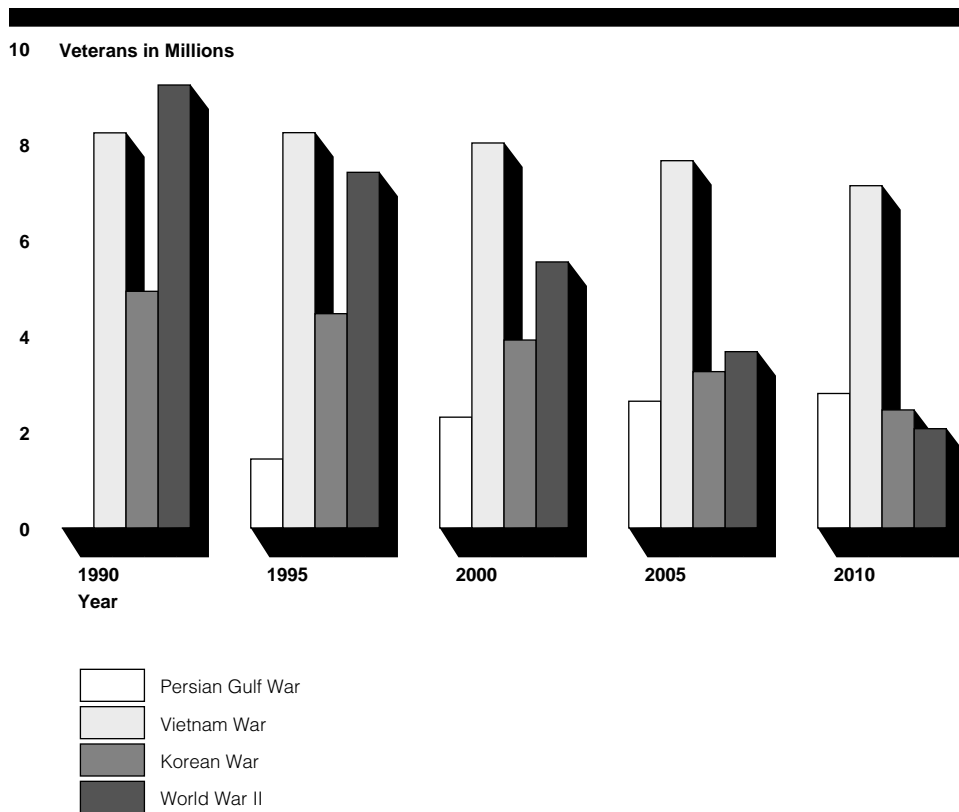 10 Veterans in Millions
8
6
4
2
0
1990 1995 2000 2005 2010
Year
Persian Gulf War
Vietnam War
Korean War
World War II